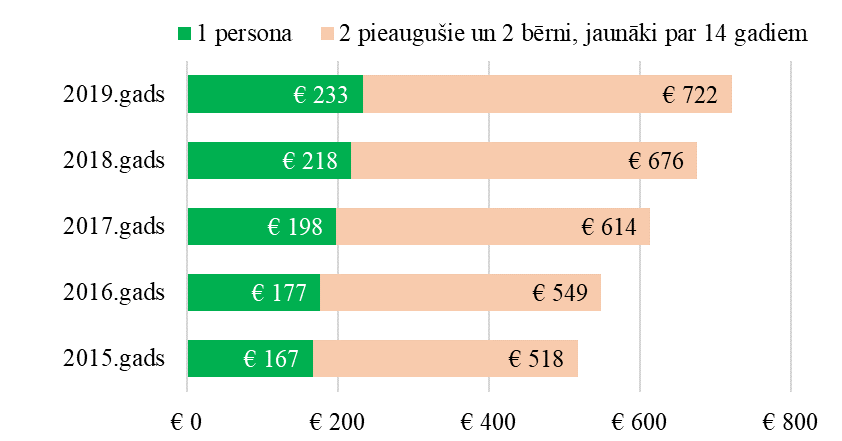 1 persona 2 pieaugušie un 2 bērni, jaunāki par 14 gadiem
2019.gads € 233 € 722
2018.gads € 218 € 676
2017.gads € 198 € 614
2016.gads € 177 € 549
2015.gads € 167 € 518
€ 0 € 200 € 400 € 600 € 800